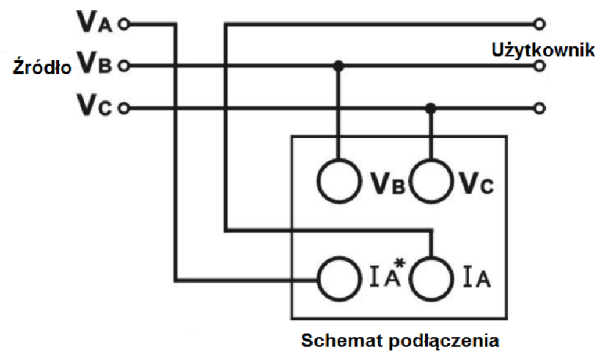 VA
Użytkownik
Źródło VB
VC
VB VC
IA* IA
Schemat podłączenia